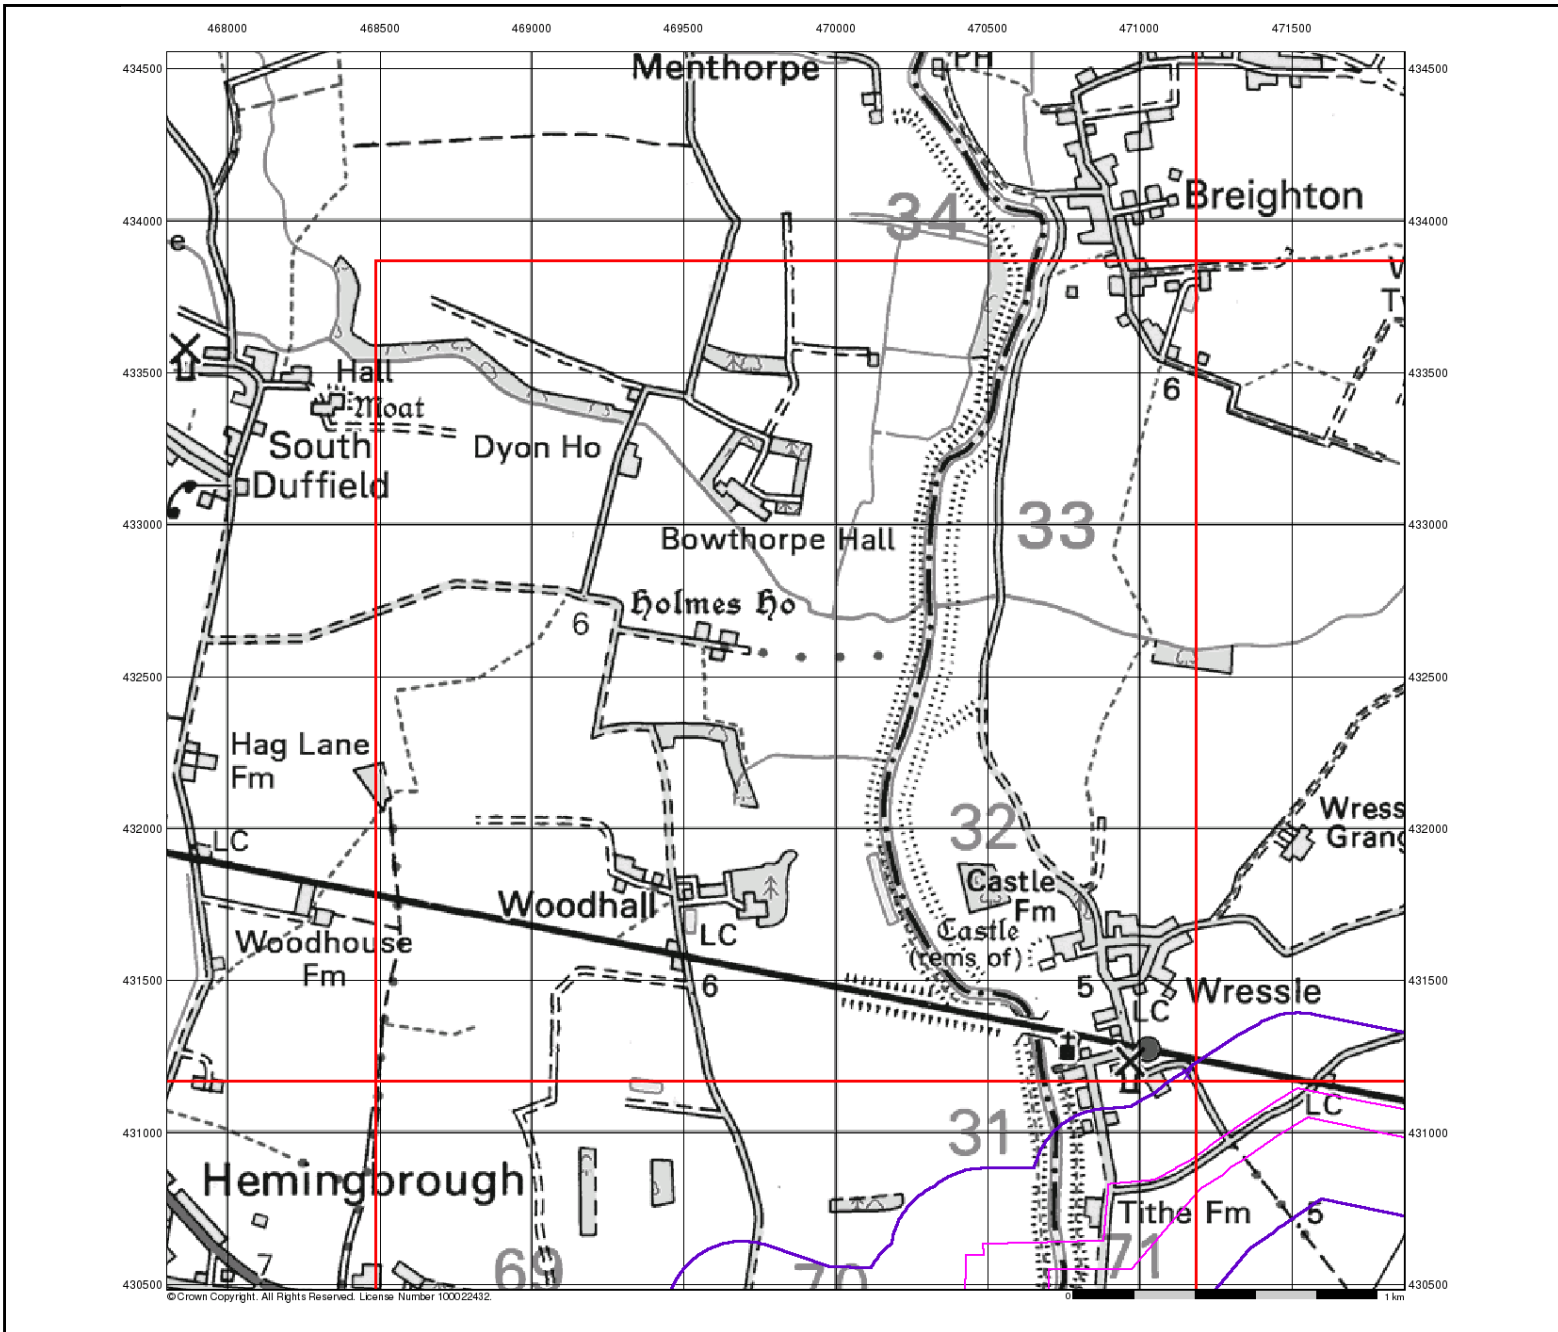 468000 468500 469000 469500 470000 470500 471000 471500
434500 Menthorpe PH 434500
34 Breighton
434000 434000
e
433500 Hall 6 433500
Moat
South Dyon Ho
Duffield
433000 33 433000
Bowthorpe Hall
Holmes Ho
6
432500 432500
Hag Lane
Fm
Wress
432000 LC 32 Grang 432000
Castle
Fm
Woodhall
Castle
(rems of)
LC
Woodhouse
Fm
431500 6 5 Wressle 431500
LC
LC
431000 31 431000
Hemingbrough
Tithe Fm 5
7 69 70 71
430500 430500
© Crown Copyright. All Rights Reserved. License Number 100022432. 0 1 km